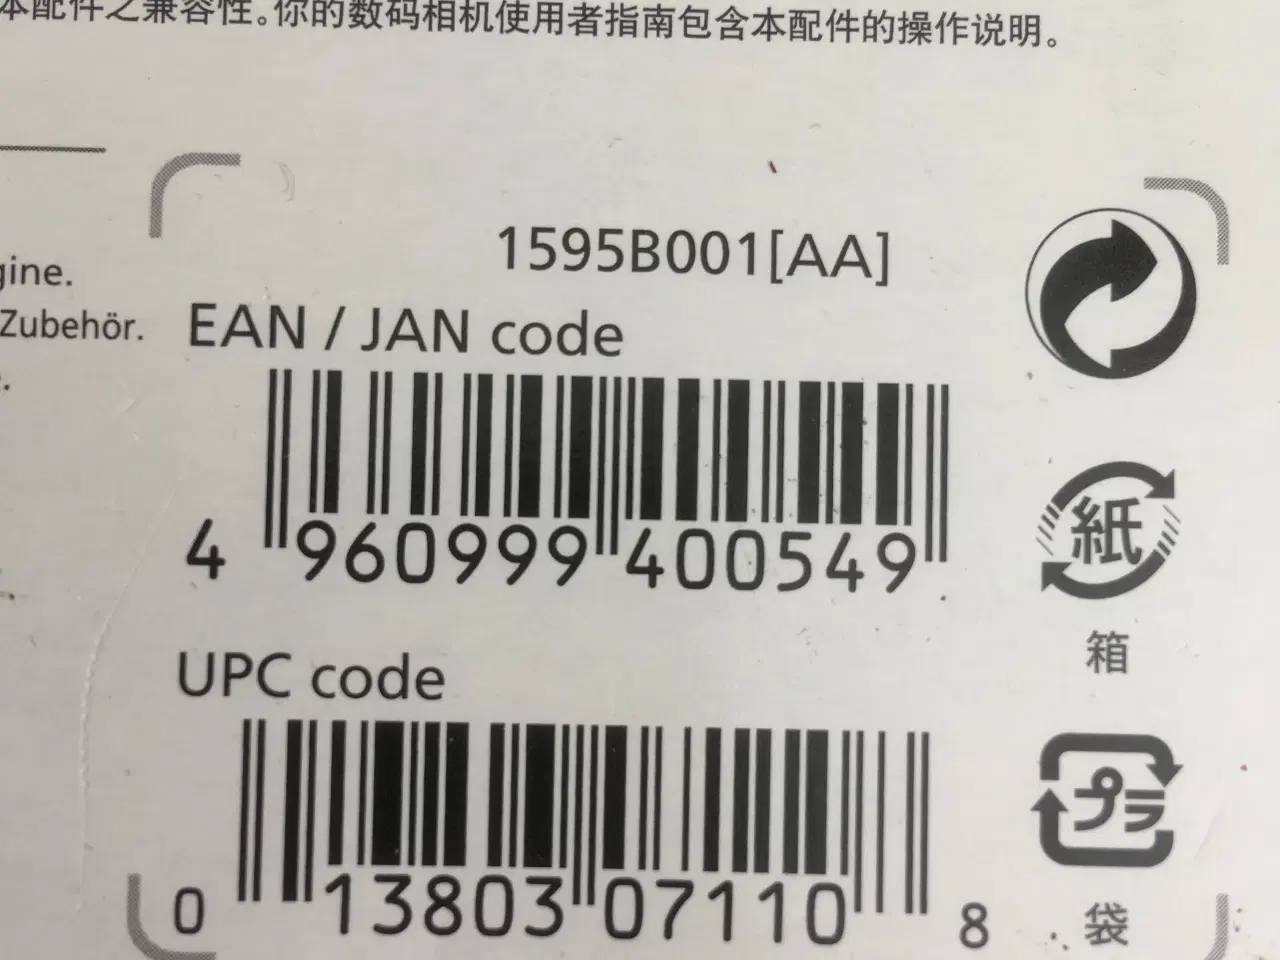 本配件之兼容性。你的数码相机使用者指南包含本配件的操作说明。
gine.
Zubehör.
1595B001[AA]
EAN / JAN code
4 960999 400549
UPC code
0 13803 07110 8
紙
箱
プラ
袋